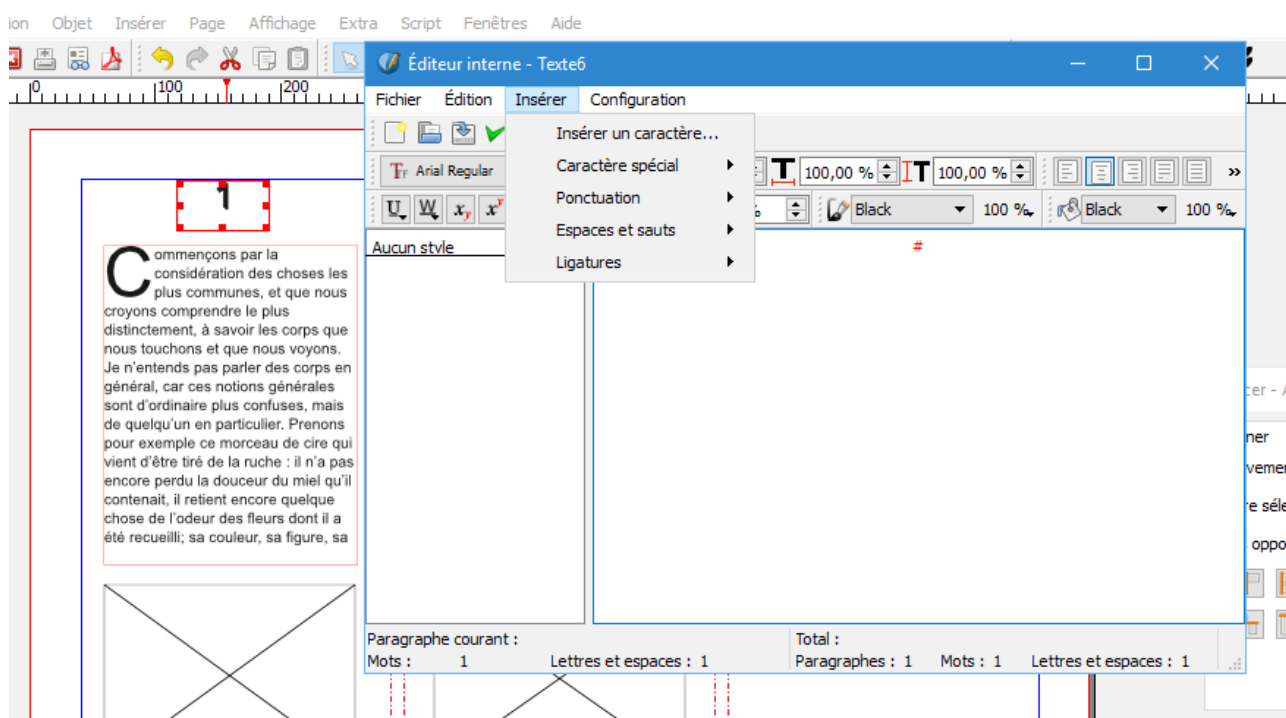 ion Objet Insérer Page Affichage Extra Script Fenêtres Aide
Éditeur interne - Texte6
0 100 200
Fichier Édition Insérer Configuration
Insérer un caractère...
Arial Regular Caractère spécial 100,00 % 100,00 % »
Ponctuation
Black 100 % Black 100 %
Espaces et sauts
Aucun style #
Ligatures
1
Commençons par la
considération des choses les
plus communes, et que nous
croyons comprendre le plus
distinctement, à savoir les corps que
nous touchons et que nous voyons.
Je n’entends pas parler des corps en
général, car ces notions générales
sont d’ordinaire plus confuses, mais
de quelqu’un en particulier. Prenons
pour exemple ce morceau de cire qui
vient d’être tiré de la ruche : il n’a pas
encore perdu la douceur du miel qu’il
contenait, il retient encore quelque
chose de l’odeur des fleurs dont il a
été recueilli; sa couleur, sa figure, sa
Paragraphe courant : Total :
Mots : 1 Lettres et espaces : 1 Paragraphes : 1 Mots : 1 Lettres et espaces : 1